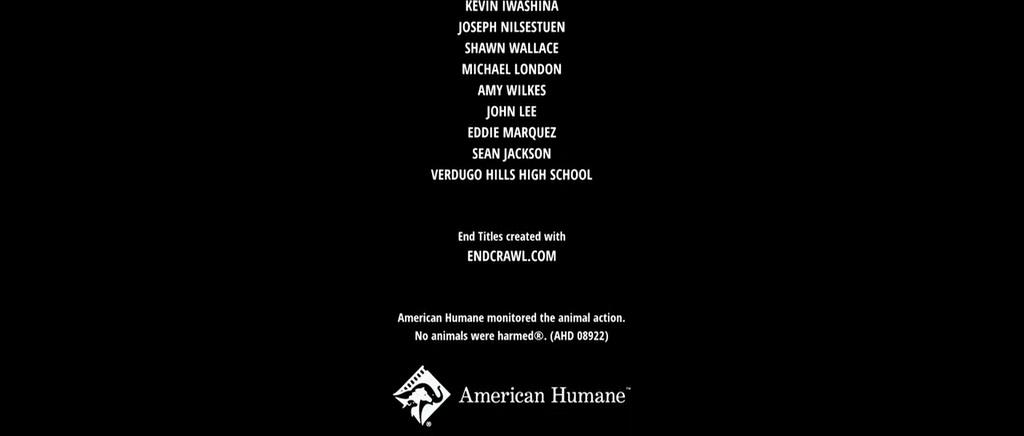 KEVIN IWASHINA
JOSEPH NILSESTUEN
SHAWN WALLACE
MICHAEL LONDON
AMY WILKES
JOHN LEE
EDDIE MARQUEZ
SEAN JACKSON
VERDUGO HILLS HIGH SCHOOL
End Titles created with
ENDCRAWL.COM
American Humane monitored the animal action.
No animals were harmed®. (AHD 08922)
American Humane™